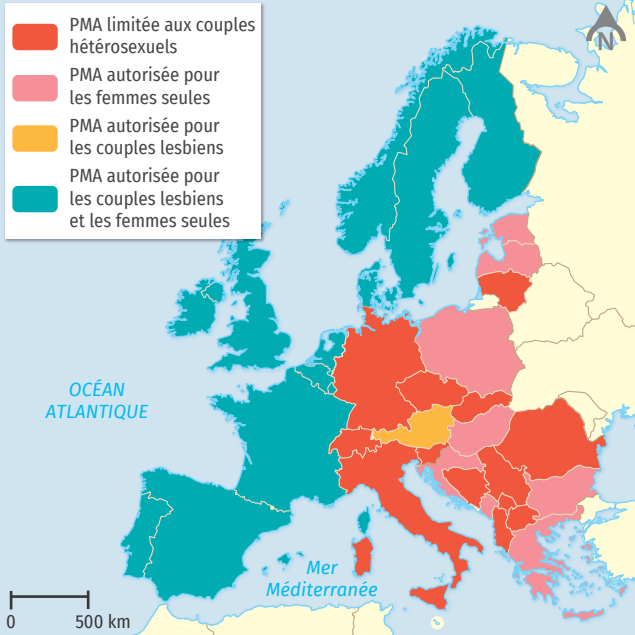 PMA limitée aux couples
hétérosexuels
PMA autorisée pour
les femmes seules
PMA autorisée pour
les couples lesbiens
PMA autorisée pour
les couples lesbiens
et les femmes seules
N
OCÉAN
ATLANTIQUE
Mer
Méditerranée
0 500 km